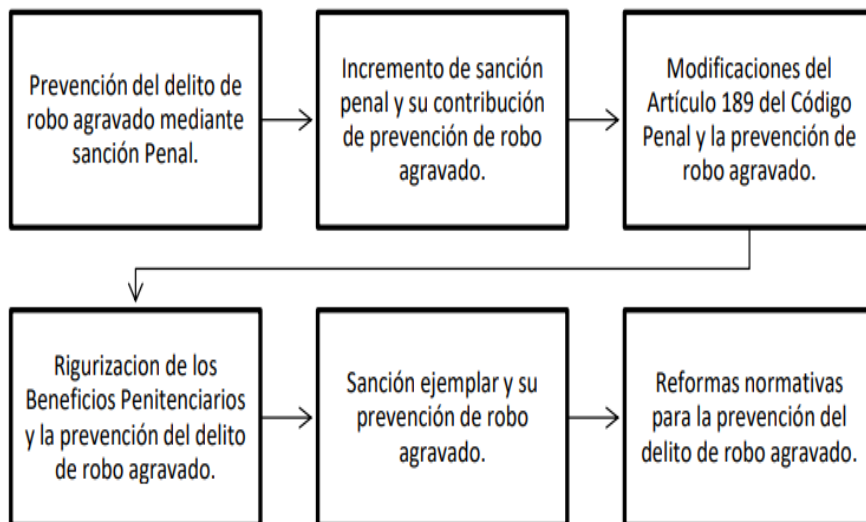 Prevención del delito de
robo agravado mediante
sanción Penal.
Incremento de sanción
penal y su contribución
de prevención de robo
agravado.
Modificaciones del
Artículo 189 del Código
Penal y la prevención de
robo agravado.
Rigurizacion de los
Beneficios Penitenciarios
y la prevención del delito
de robo agravado.
Sanción ejemplar y su
prevención de robo
agravado.
Reformas normativas
para la prevención del
delito de robo agravado.